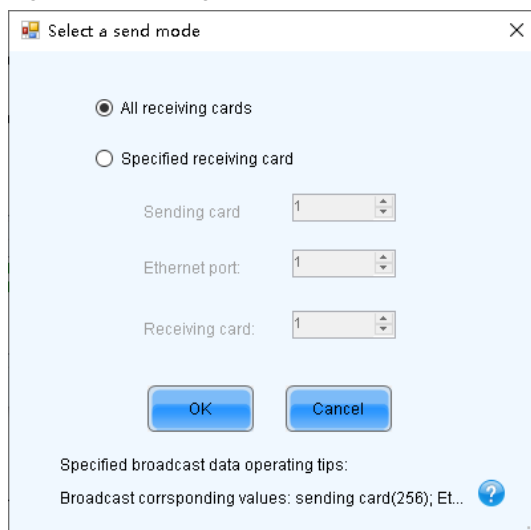 Select a send mode
All receiving cards
Specified receiving card
Sending card 1
Ethernet port: 1
Receiving card: 1
OK Cancel
Specified broadcast data operating tips:
Broadcast corrsponding values: sending card(256); Et... ?